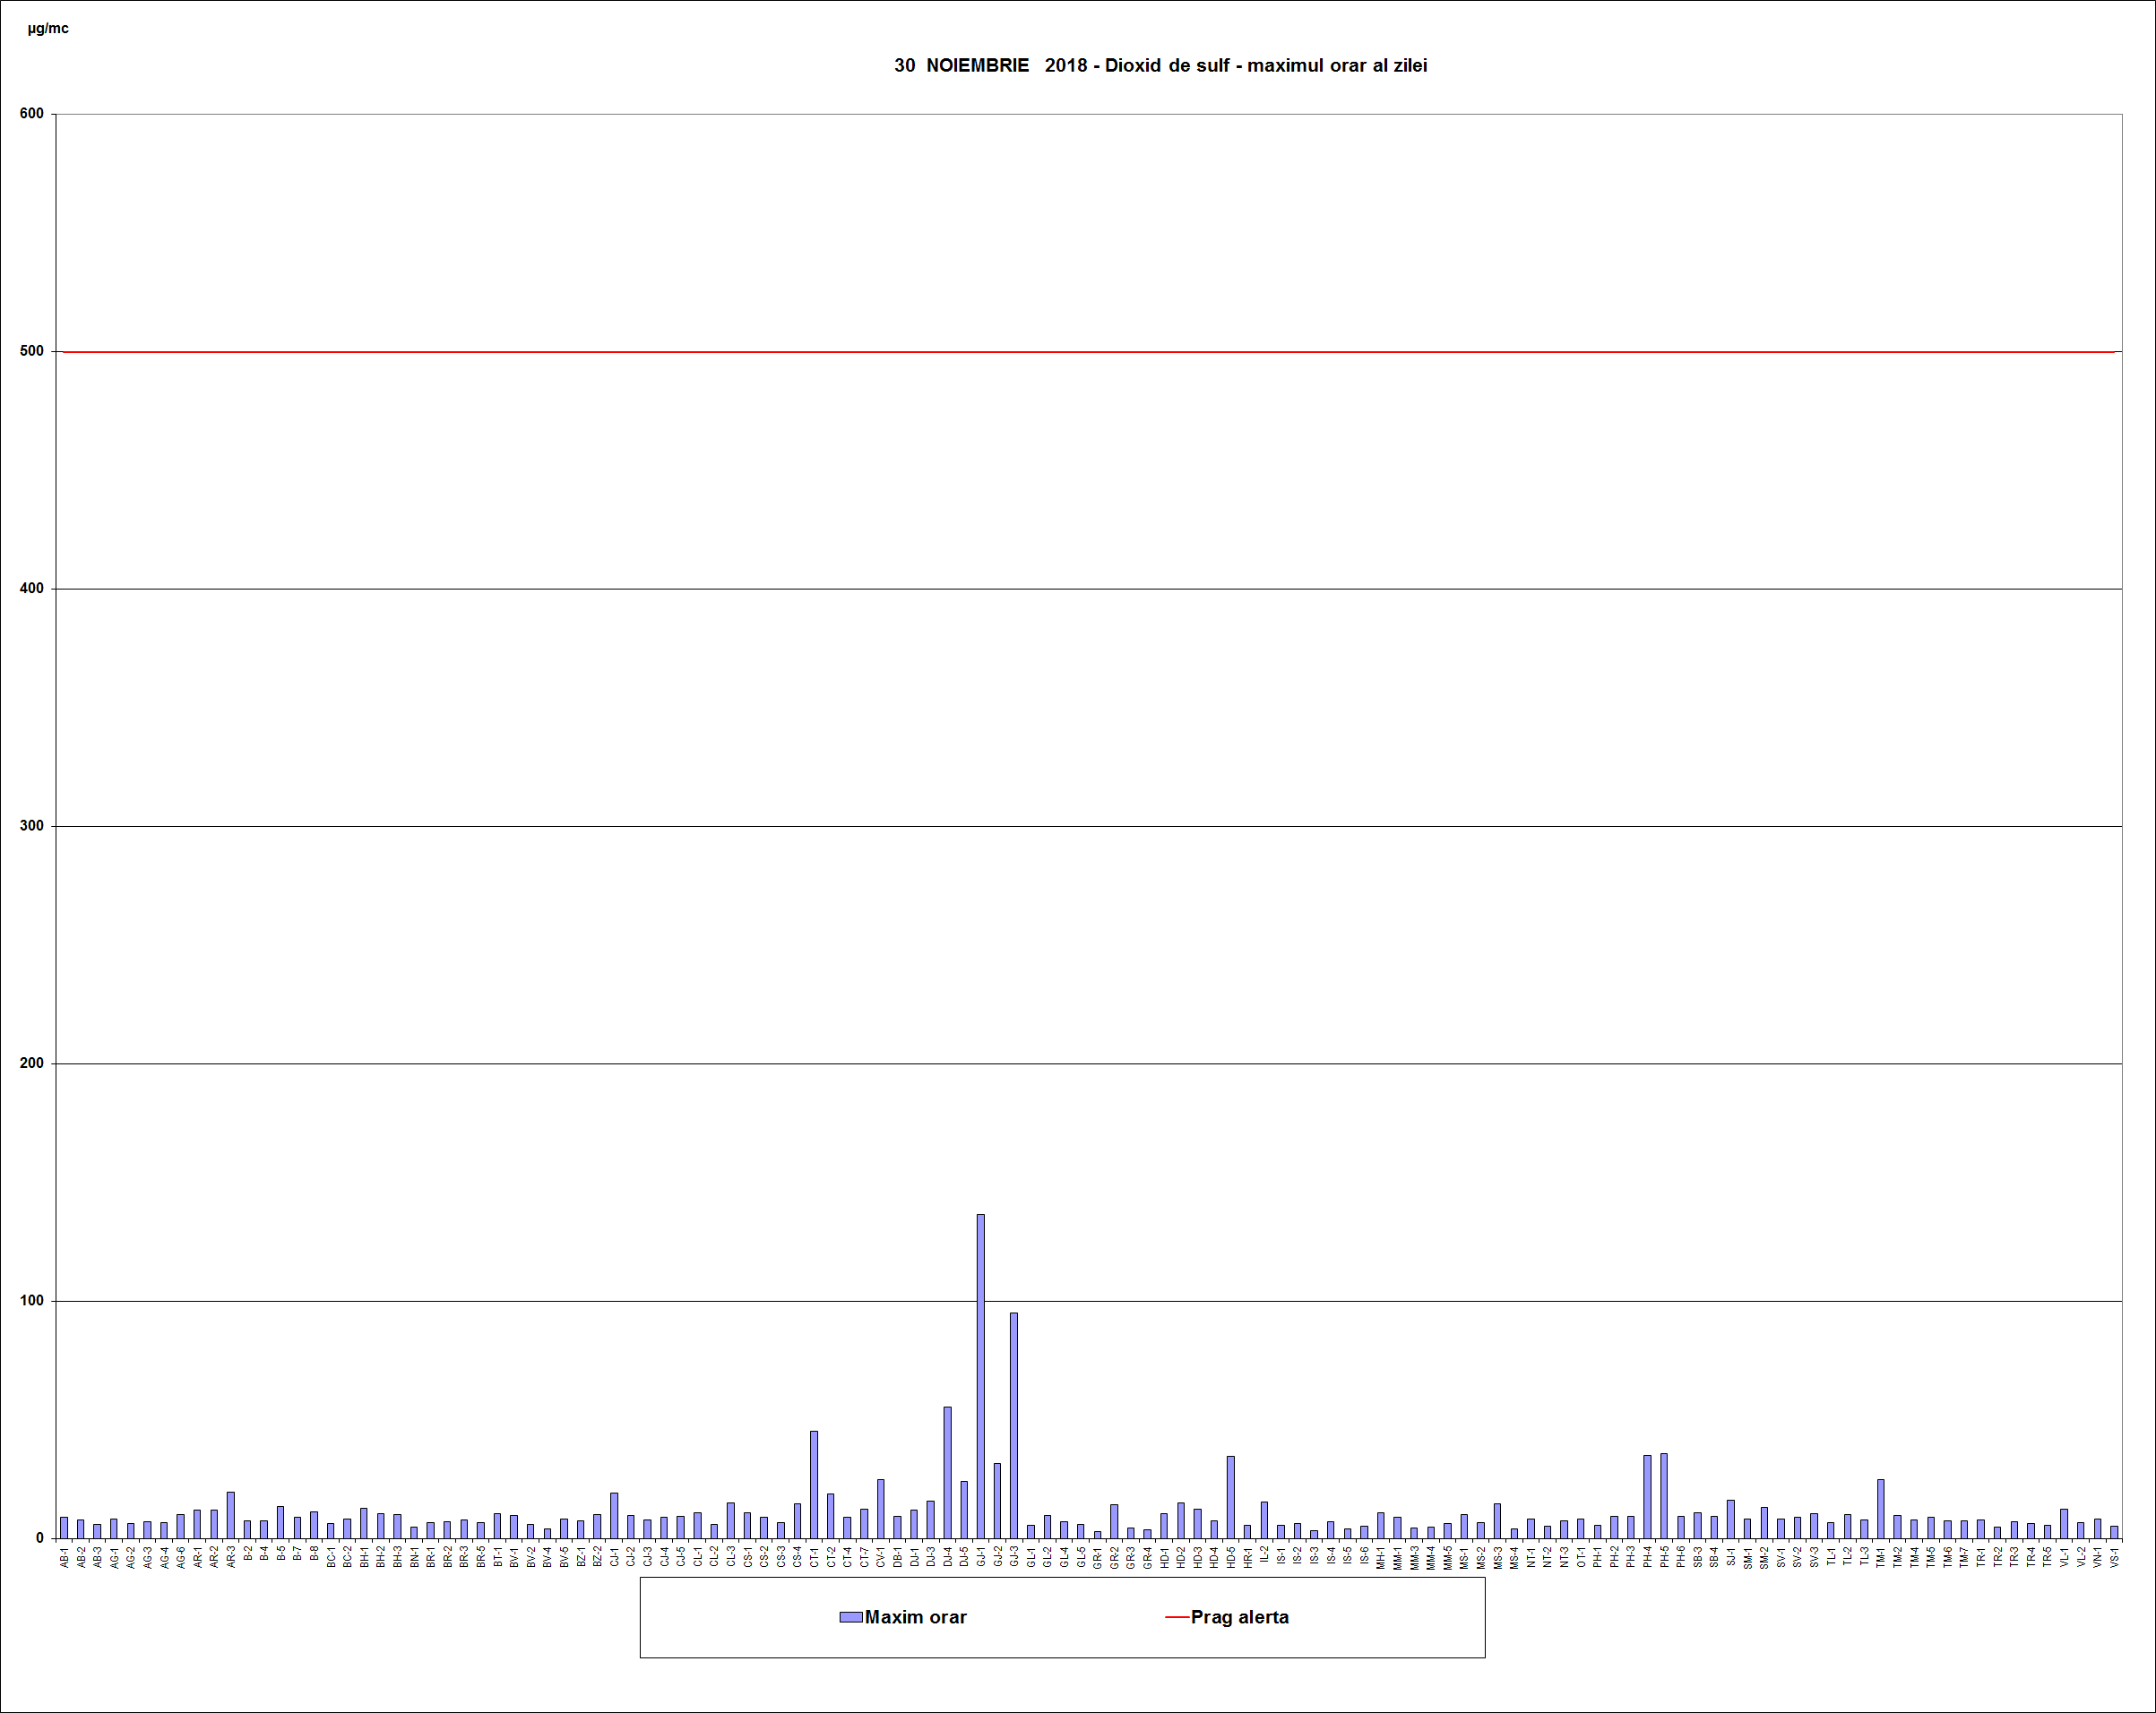 µg/mc
30 NOIEMBRIE 2018 - Dioxid de sulf - maximul orar al zilei
600
500
400
300
200
100
0
AB-1 AB-2 AB-3 AG-1 AG-2 AG-3 AG-4 AG-6 AR-1 AR-2 AR-3 B-2 B-4 B-5 B-7 B-8 BC-1 BC-2 BH-1 BH-2 BH-3 BN-1 BR-1 BR-2 BR-3 BR-5 BT-1 BV-1 BV-2 BV-4 BV-5 BZ-1 BZ-2 CJ-1 CJ-2 CJ-3 CJ-4 CJ-5 CL-1 CL-2 CL-3 CS-1 CS-2 CS-3 CS-4 CT-1 CT-2 CT-4 CT-7 CV-1 DB-1 DJ-1 DJ-3 DJ-4 DJ-5 GJ-1 GJ-2 GJ-3 GL-1 GL-2 GL-4 GL-5 GR-1 GR-2 GR-3 GR-4 HD-1 HD-2 HD-3 HD-4 HD-5 HR-1 IL-2 IS-1 IS-2 IS-3 IS-4 IS-5 IS-6 MH-1 MM-1 MM-3 MM-4 MM-5 MS-1 MS-2 MS-3 MS-4 NT-1 NT-2 NT-3 OT-1 PH-1 PH-2 PH-3 PH-4 PH-5 PH-6 SB-3 SB-4 SJ-1 SM-1 SM-2 SV-1 SV-2 SV-3 TL-1 TL-2 TL-3 TM-1 TM-2 TM-4 TM-5 TM-6 TM-7 TR-1 TR-2 TR-3 TR-4 TR-5 VL-1 VL-2 VN-1 VS-1
Maxim orar Prag alerta